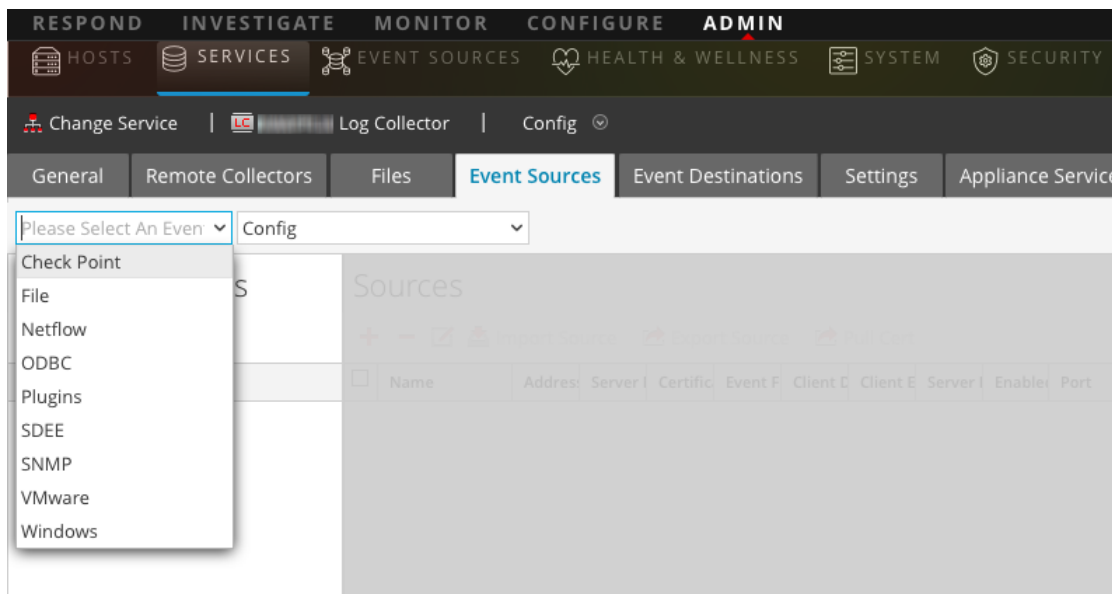 RESPOND INVESTIGATE MONITOR CONFIGURE ADMIN
HOSTS SERVICES EVENT SOURCES HEALTH & WELLNESS SYSTEM SECURITY
Change Service | LC Log Collector | Config
General Remote Collectors Files Event Sources Event Destinations Settings Appliance Service
Please Select An Even Config
Check Point
File
Netflow
ODBC
Plugins
SDEE
SNMP
VMware
Windows
s
Sources
Import Source Export Source
Name Address Server Certific Event F Client D Client E Server Enable Port